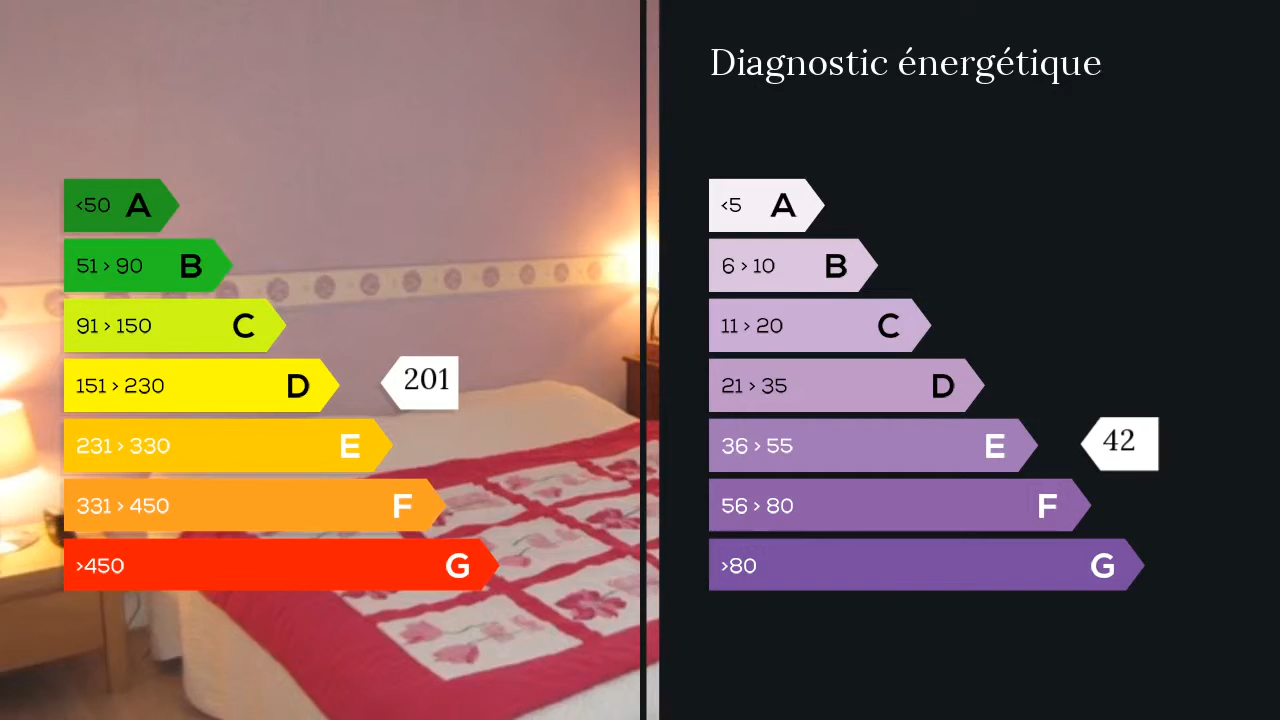 Diagnostic énergétique
<50 A
51 > 90 B
91 > 150 C
151 > 230 D
201
231 > 330 E
331 > 450 F
>450 G
<5 A
6 > 10 B
11 > 20 C
21 > 35 D
36 > 55 E
42
56 > 80 F
>80 G